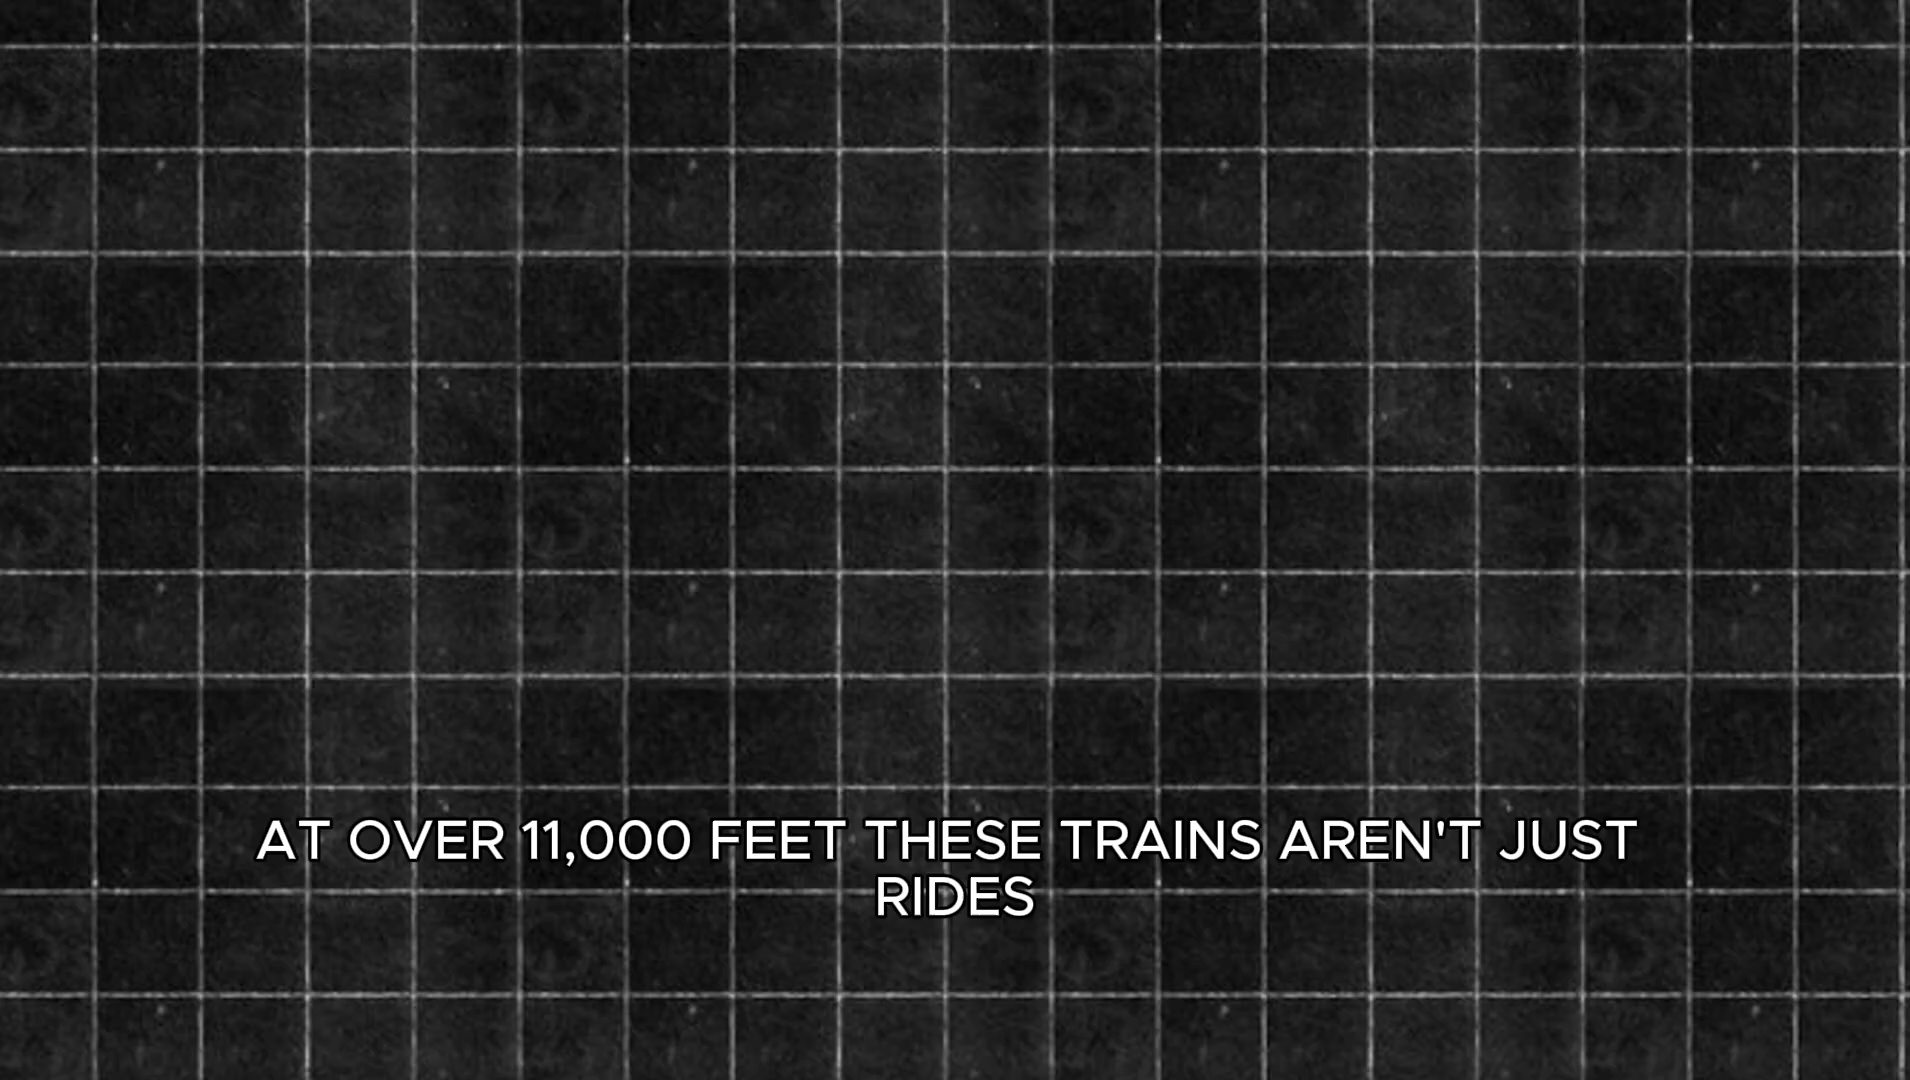 AT OVER 11,000 FEET THESE TRAINS AREN'T JUST
RIDES